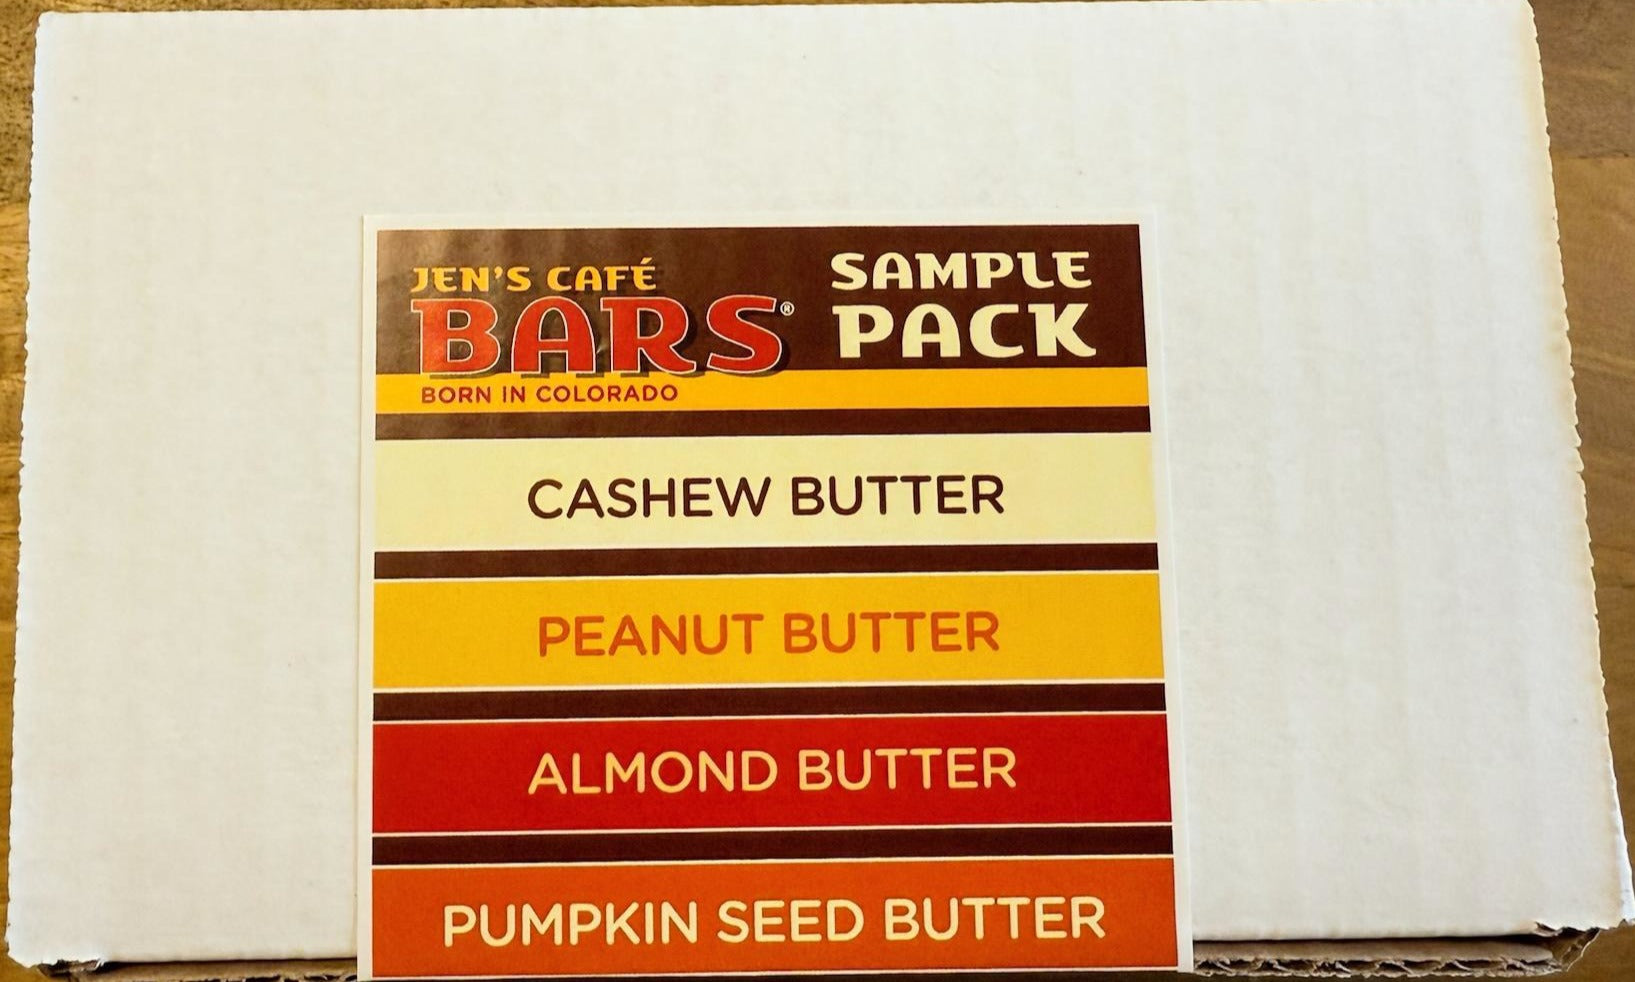 JEN'S CAFÉ
BARS®
BORN IN COLORADO
SAMPLE
PACK
CASHEW BUTTER
PEANUT BUTTER
ALMOND BUTTER
PUMPKIN SEED BUTTER